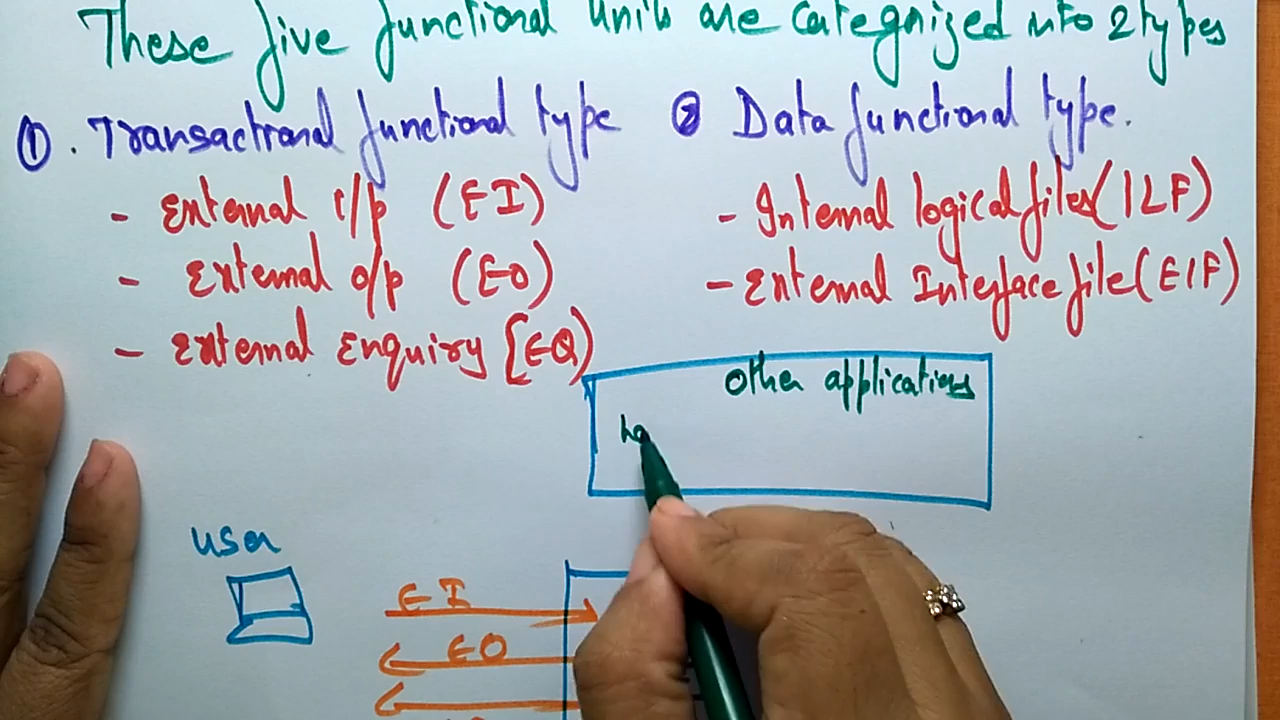 These five functional units are categorized into 2 types
① . Transactional functional type
- External i/p (EI)
- External o/p (EO)
- External Enquiry [EQ)
② Data functional type.
- Internal logical files (ILF)
- External Interface file (EIF)
Other applications
User
EI
EO